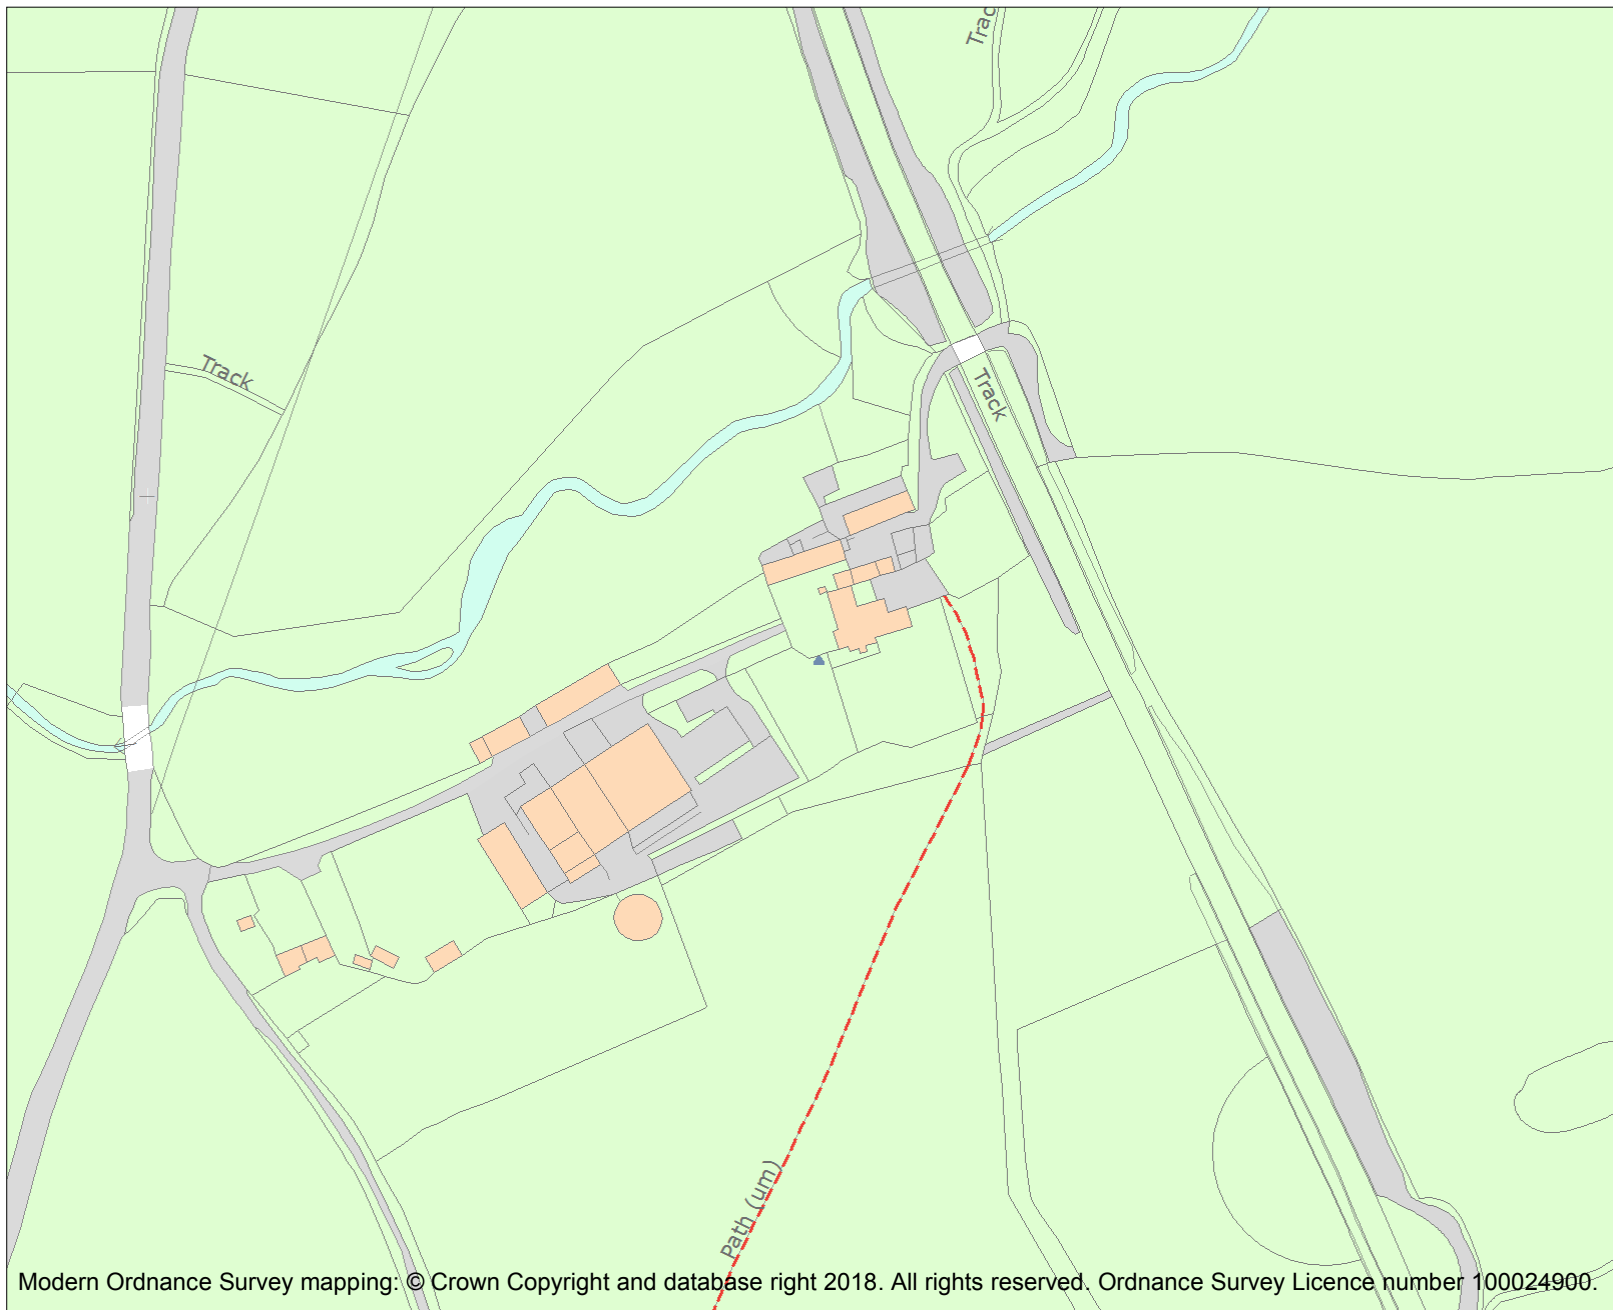 Trac
Track
Track
Path (um)
Modern Ordnance Survey mapping: © Crown Copyright and database right 2018. All rights reserved. Ordnance Survey Licence number 100024900.